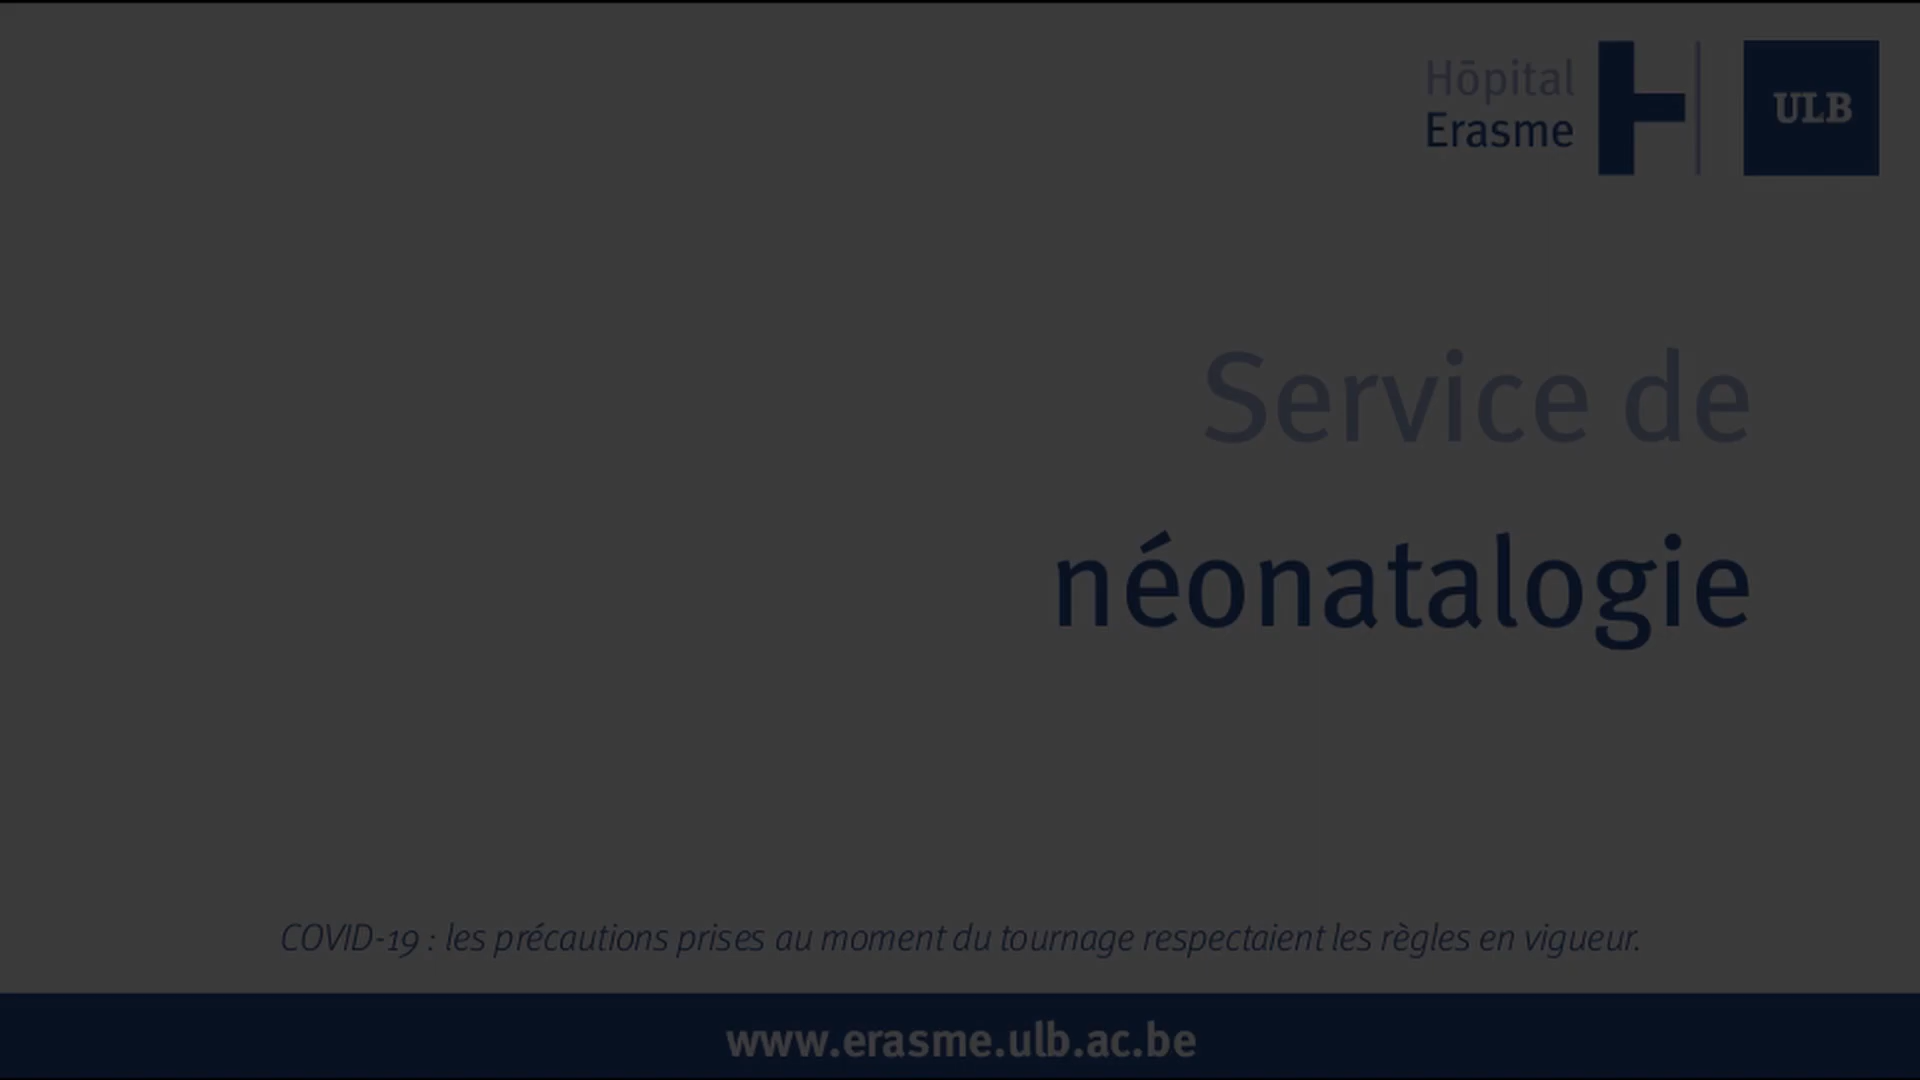 Hôpital
Erasme
ULB
Service de
néonatalogie
COVID-19 : les précautions prises au moment du tournage respectaient les règles en vigueur.
www.erasme.ulb.ac.be